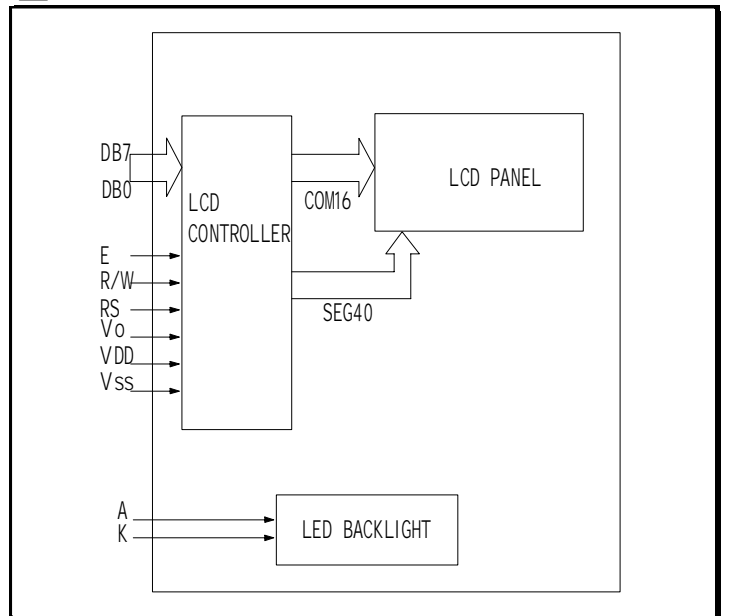 DB7
DB0
LCD
CONTROLLER
COM16
LCD PANEL
E
R/W
RS
Vo
VDD
Vss
SEG40
A
K
LED BACKLIGHT